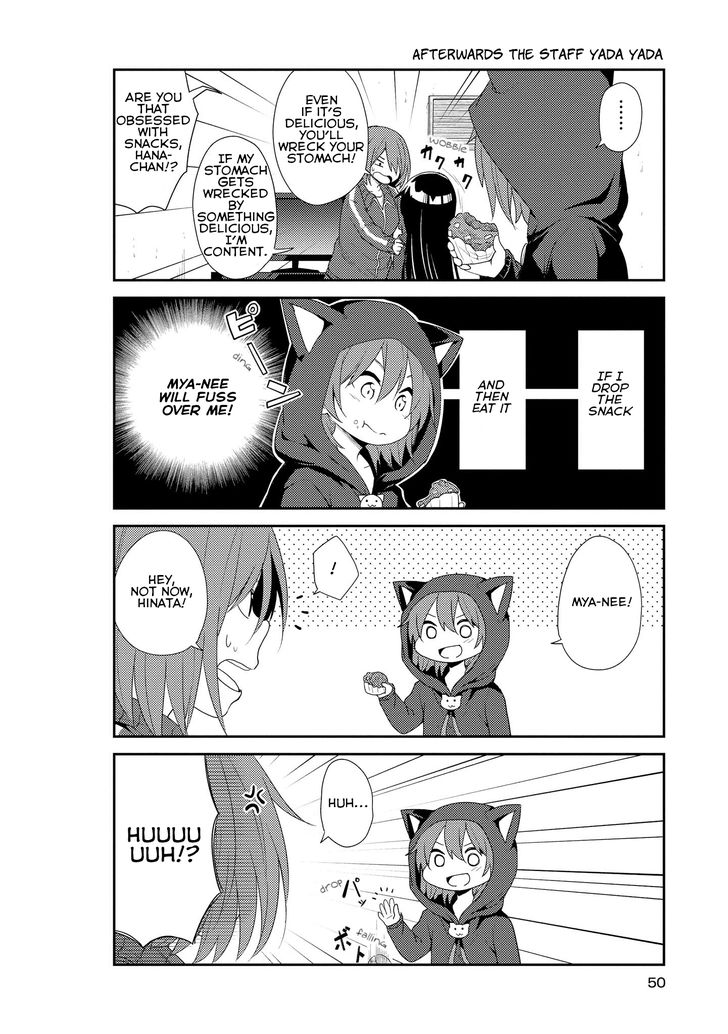 AFTERWARDS THE STAFF YADA YADA
......
WOBBLE
ガク
ガク
EVEN
IF IT'S
DELICIOUS,
YOU'LL
WRECK YOUR
STOMACH!
IF MY
STOMACH
GETS
WRECKED
BY
SOMETHING
DELICIOUS,
I'M
CONTENT.
ARE YOU
THAT
OBSESSED
WITH
SNACKS,
HANA-
CHAN!?
IF I
DROP
THE
SNACK
AND
THEN
EAT IT
ピーン
ding
MYA-NEE
WILL FUSS
OVER ME!
MYA-NEE!
!
HEY,
NOT NOW,
HINATA!
HUH...
drop
パッ
falling
ボト
HUUUU
UUH!?
50